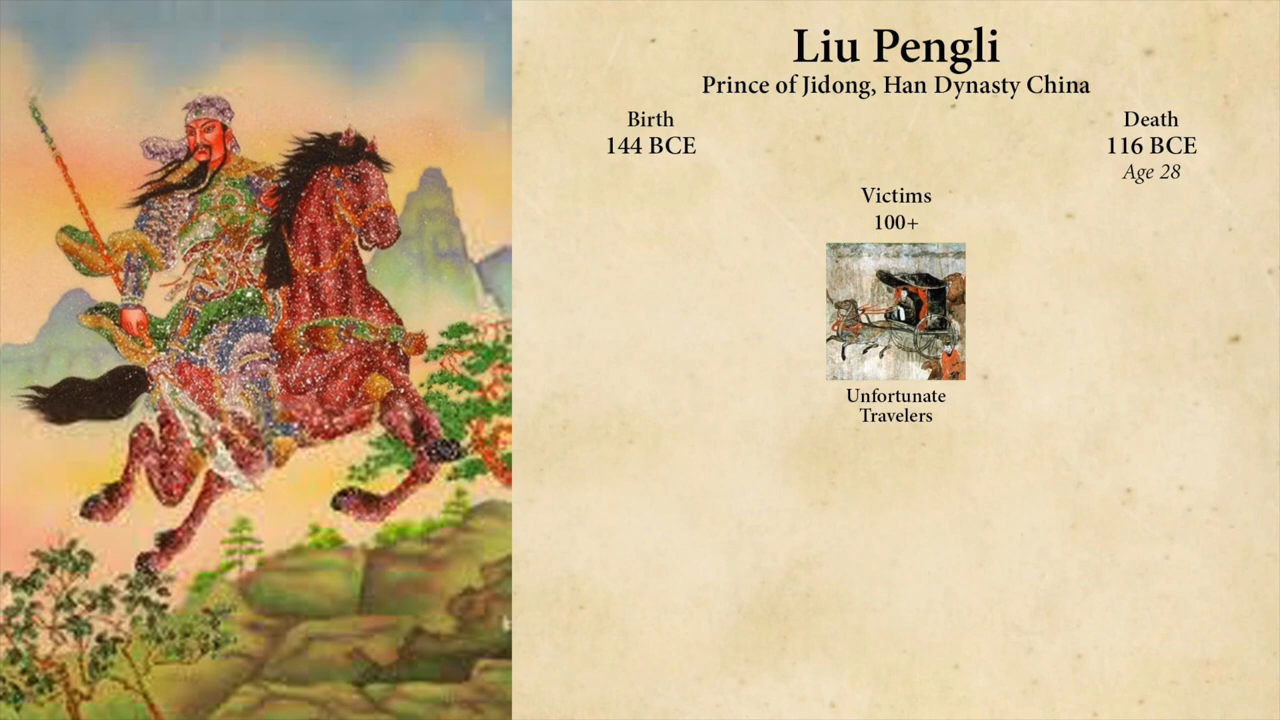 Liu Pengli
Prince of Jidong, Han Dynasty China
Birth
144 BCE
Death
116 BCE
Age 28
Victims
100+
Unfortunate
Travelers